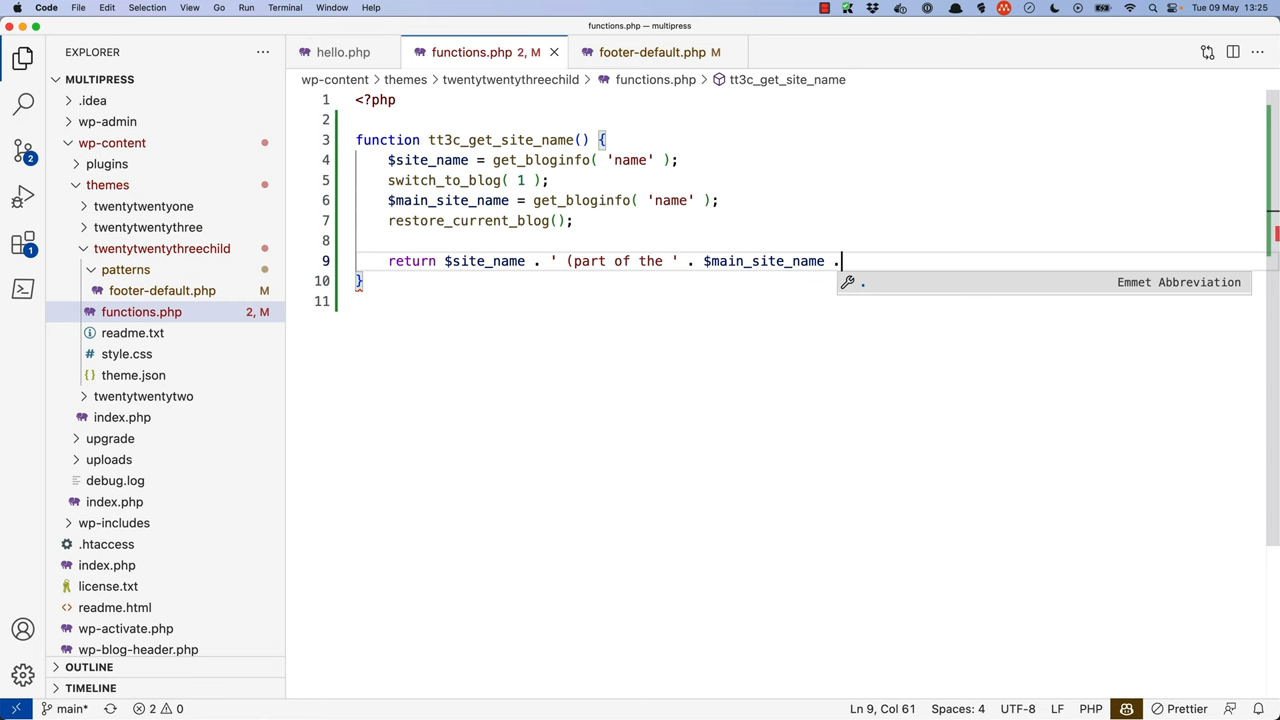 Code File Edit Selection View Go Run Terminal Window Help Tue 09 May 13:25
functions.php — multipress
EXPLORER
hello.php functions.php 2, M footer-default.php M
MULTIPRESS
wp-content > themes > twentytwentythreechild > functions.php > tt3c_get_site_name
.idea
wp-admin
wp-content
plugins
themes
twentytwentyone
twentytwentythree
twentytwentythreechild
patterns
footer-default.php M
functions.php 2, M
readme.txt
style.css
theme.json
twentytwentytwo
index.php
upgrade
uploads
debug.log
index.php
wp-includes
.htaccess
index.php
license.txt
readme.html
wp-activate.php
wp-blog-header.php
OUTLINE
TIMELINE
2
1
1 <?php
2
3 function tt3c_get_site_name() {
4 $site_name = get_bloginfo( 'name' );
5 switch_to_blog( 1 );
6 $main_site_name = get_bloginfo( 'name' );
7 restore_current_blog();
8
9 return $site_name . ' (part of the ' . $main_site_name .
10 }
11
. Emmet Abbreviation
main* 2 0 Ln 9, Col 61 Spaces: 4 UTF-8 LF PHP Prettier